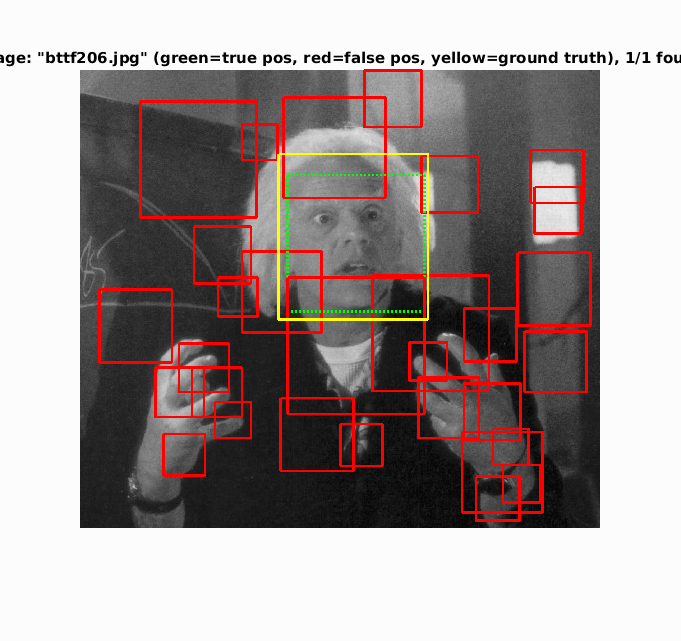 age: "bttf206.jpg" (green=true pos, red=false pos, yellow=ground truth), 1/1 fou